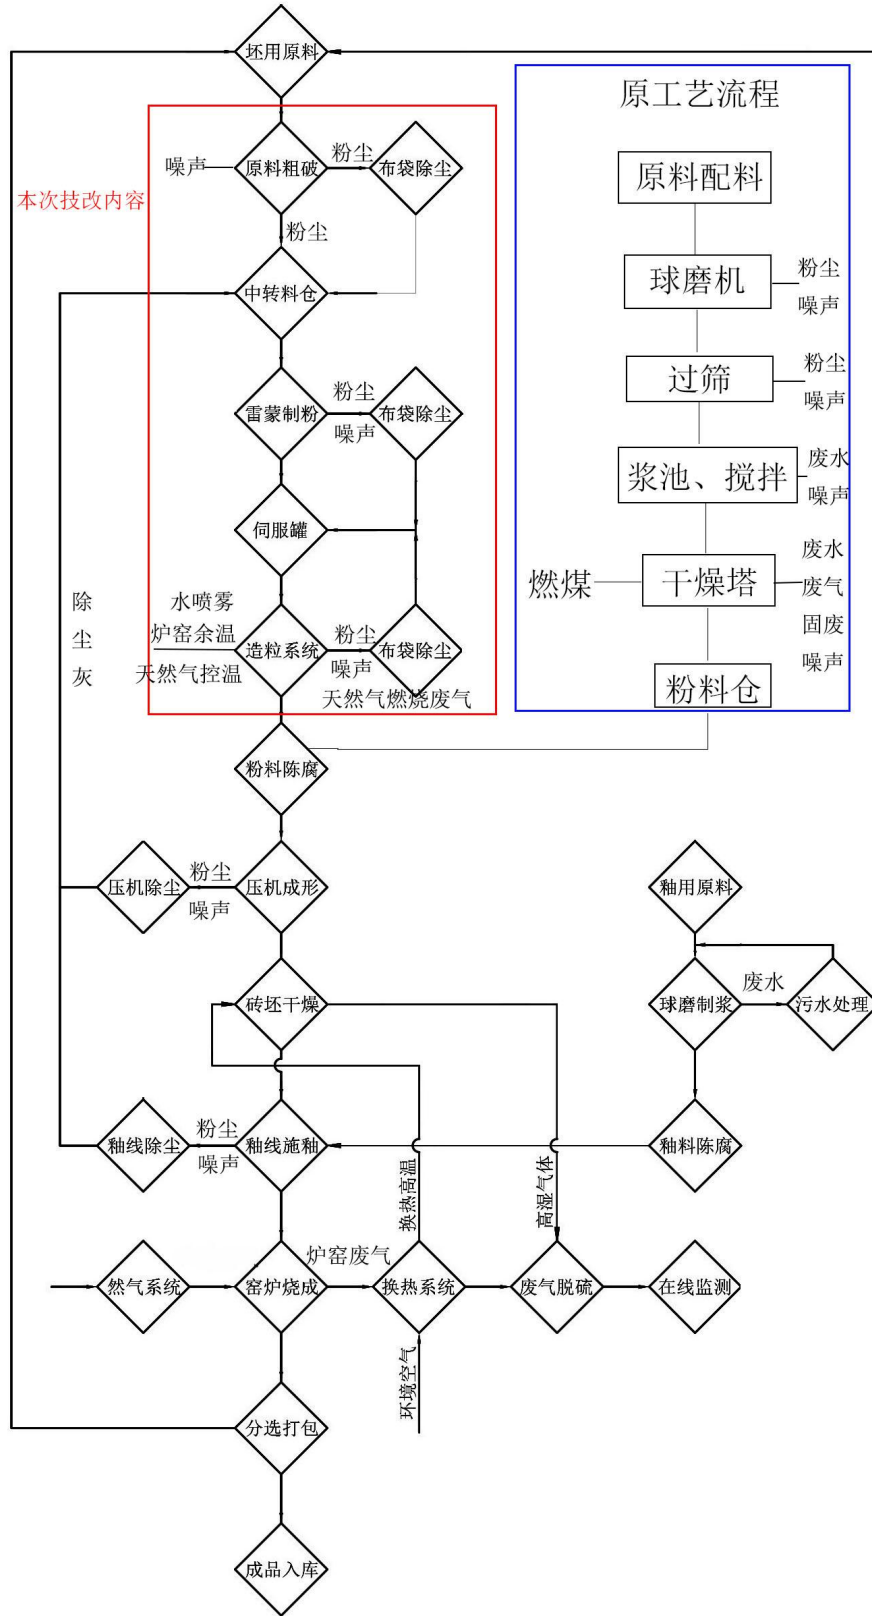 坯用原料
原工艺流程
本次技改内容
噪声
原料粗破
粉尘
布袋除尘
粉尘
中转料仓
雷蒙制粉
粉尘
噪声
布袋除尘
伺服罐
水喷雾
炉窑余温
天然气控温
造粒系统
粉尘
噪声
布袋除尘
天然气燃烧废气
原料配料
球磨机
粉尘
噪声
过筛
粉尘
噪声
浆池、搅拌
废水
噪声
燃煤
干燥塔
废水
废气
固废
噪声
粉料仓
除尘灰
粉料陈腐
压机除尘
粉尘
噪声
压机成形
釉用原料
砖坯干燥
球磨制浆
废水
污水处理
釉线除尘
粉尘
噪声
釉线施釉
换热高温
高湿气体
釉料陈腐
然气系统
窑炉烧成
炉窑废气
换热系统
废气脱硫
在线监测
环境空气
分选打包
成品入库